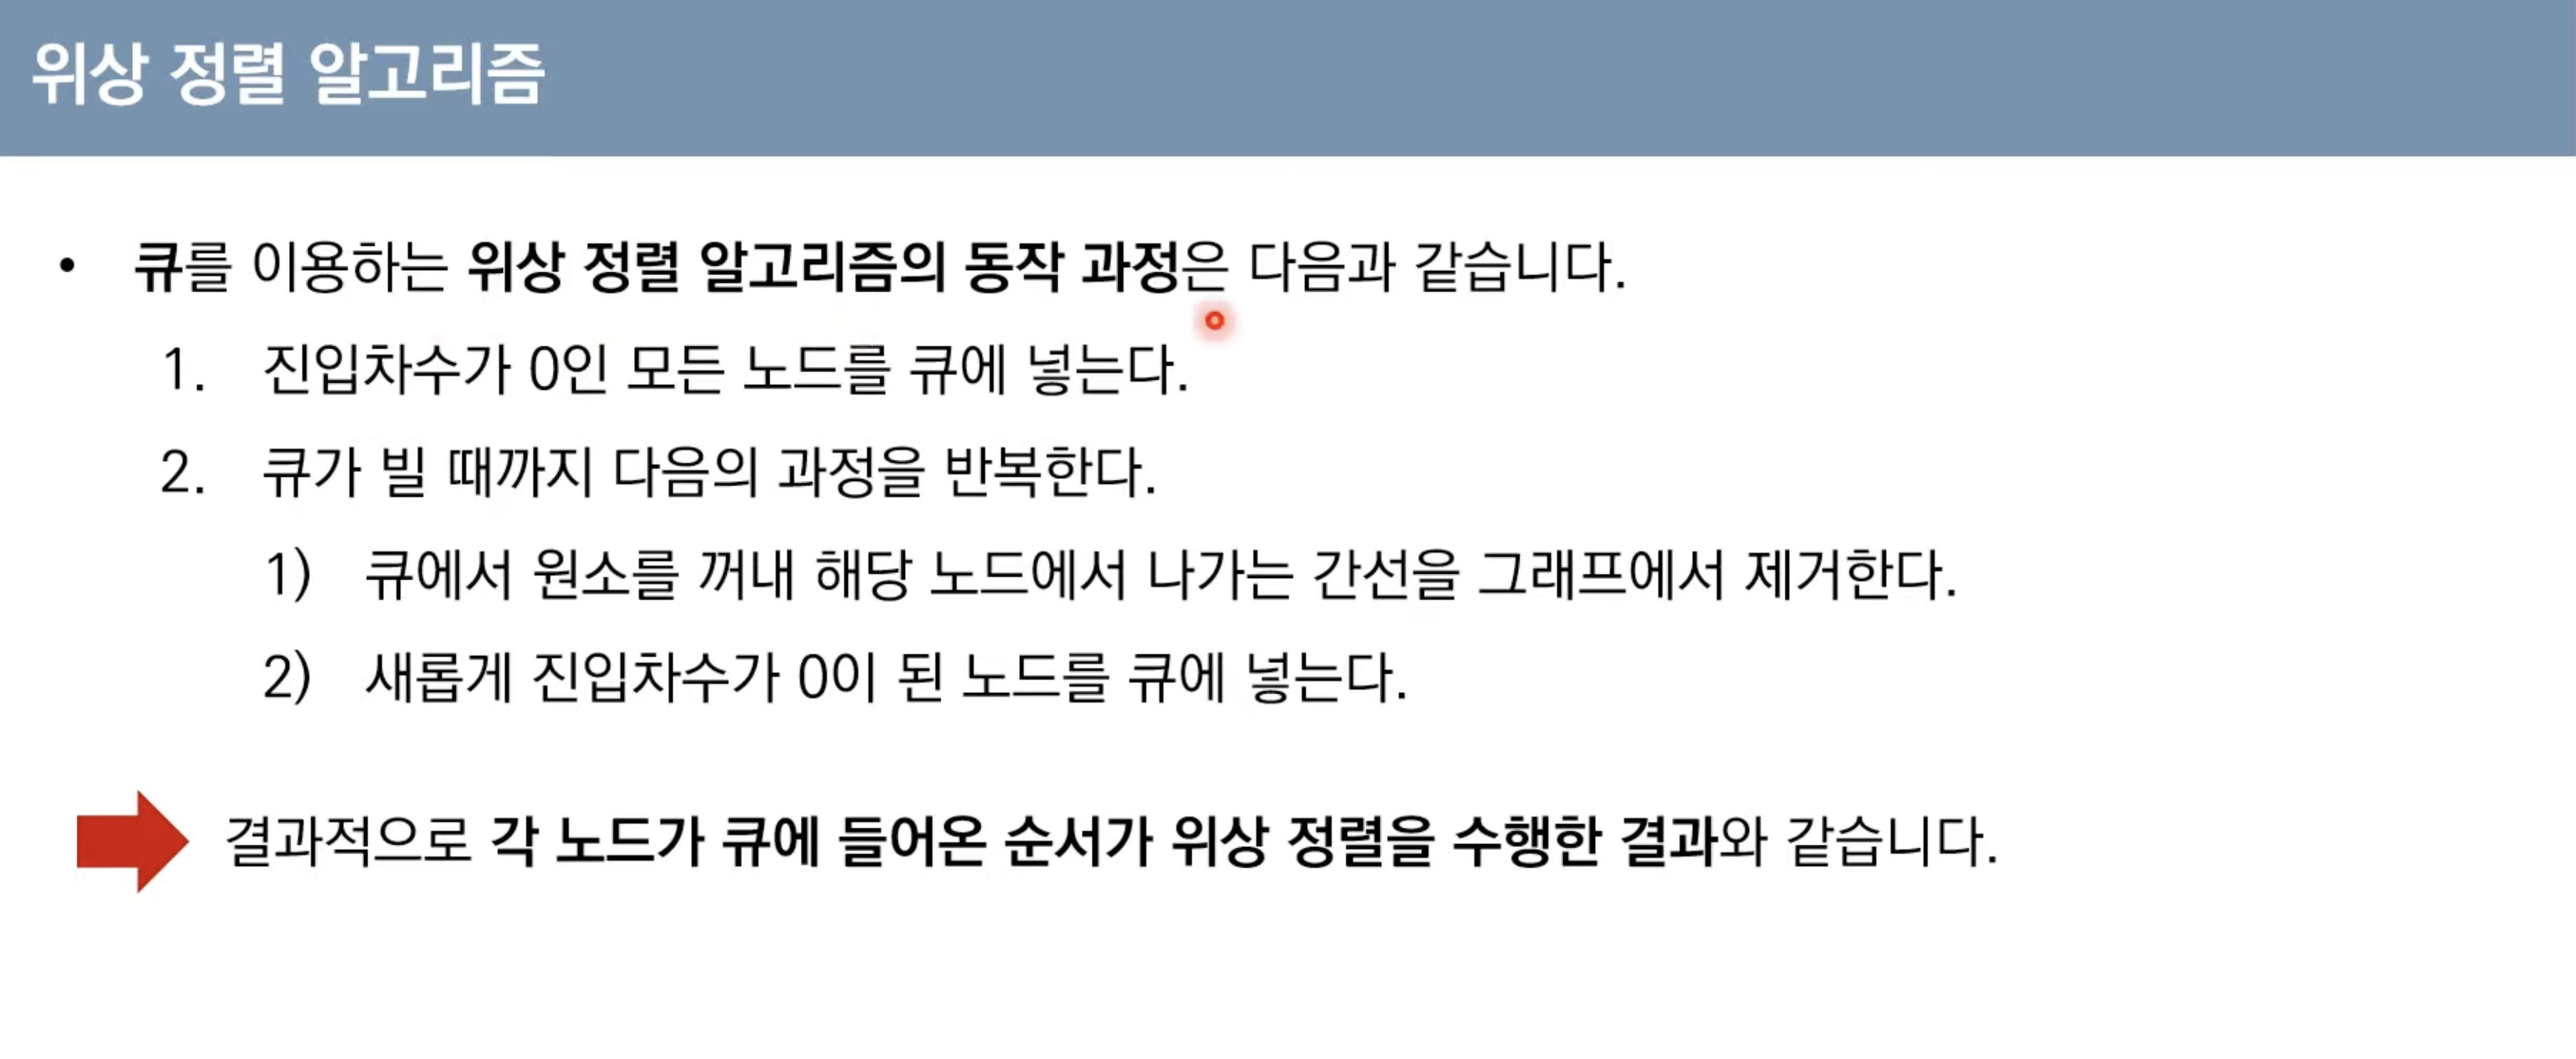 위상 정렬 알고리즘
• 큐를 이용하는 위상 정렬 알고리즘의 동작 과정은 다음과 같습니다.
1. 진입차수가 0인 모든 노드를 큐에 넣는다.
2. 큐가 빌 때까지 다음의 과정을 반복한다.
1) 큐에서 원소를 꺼내 해당 노드에서 나가는 간선을 그래프에서 제거한다.
2) 새롭게 진입차수가 0이 된 노드를 큐에 넣는다.
결과적으로 각 노드가 큐에 들어온 순서가 위상 정렬을 수행한 결과와 같습니다.